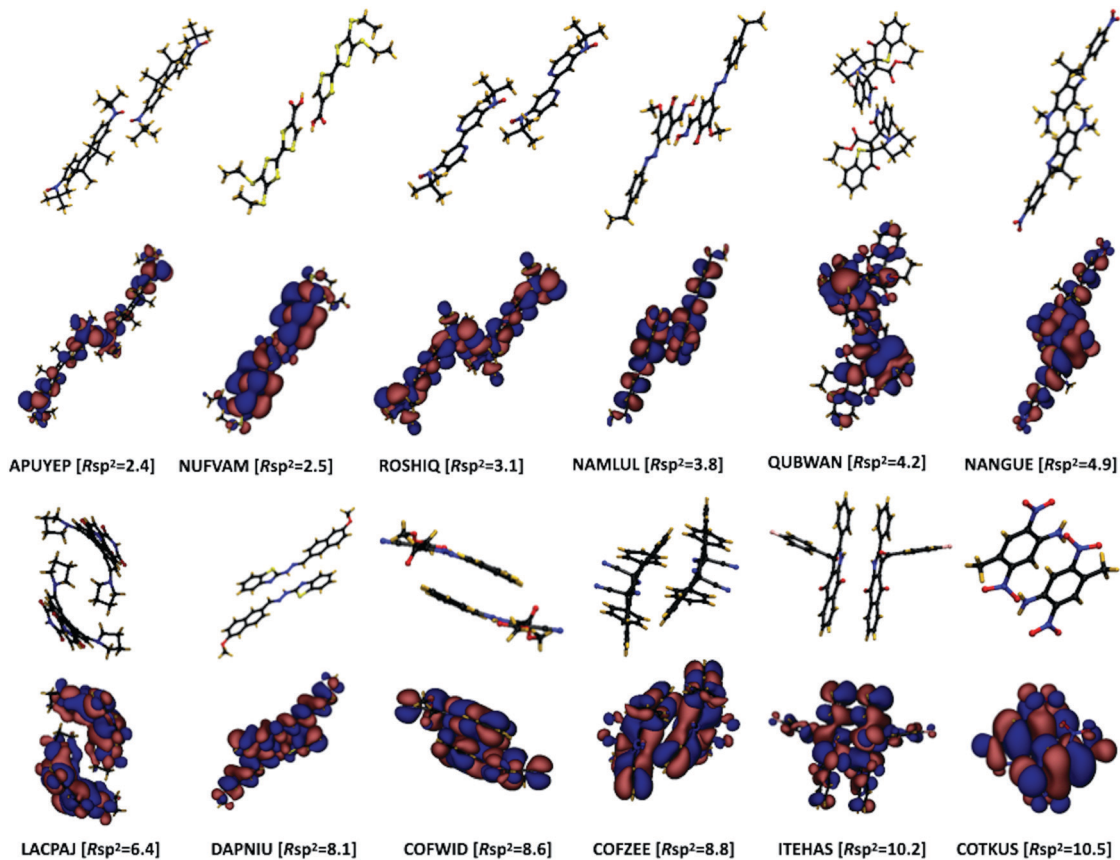 APUYEP [Rsp²=2.4] NUFVAM [Rsp²=2.5] ROSHIQ [Rsp²=3.1] NAMLUL [Rsp²=3.8] QUBWAN [Rsp²=4.2] NANGUE [Rsp²=4.9]
LACPAJ [Rsp²=6.4] DAPNIU [Rsp²=8.1] COFWID [Rsp²=8.6] COFZEE [Rsp²=8.8] ITEHAS [Rsp²=10.2] COTKUS [Rsp²=10.5]